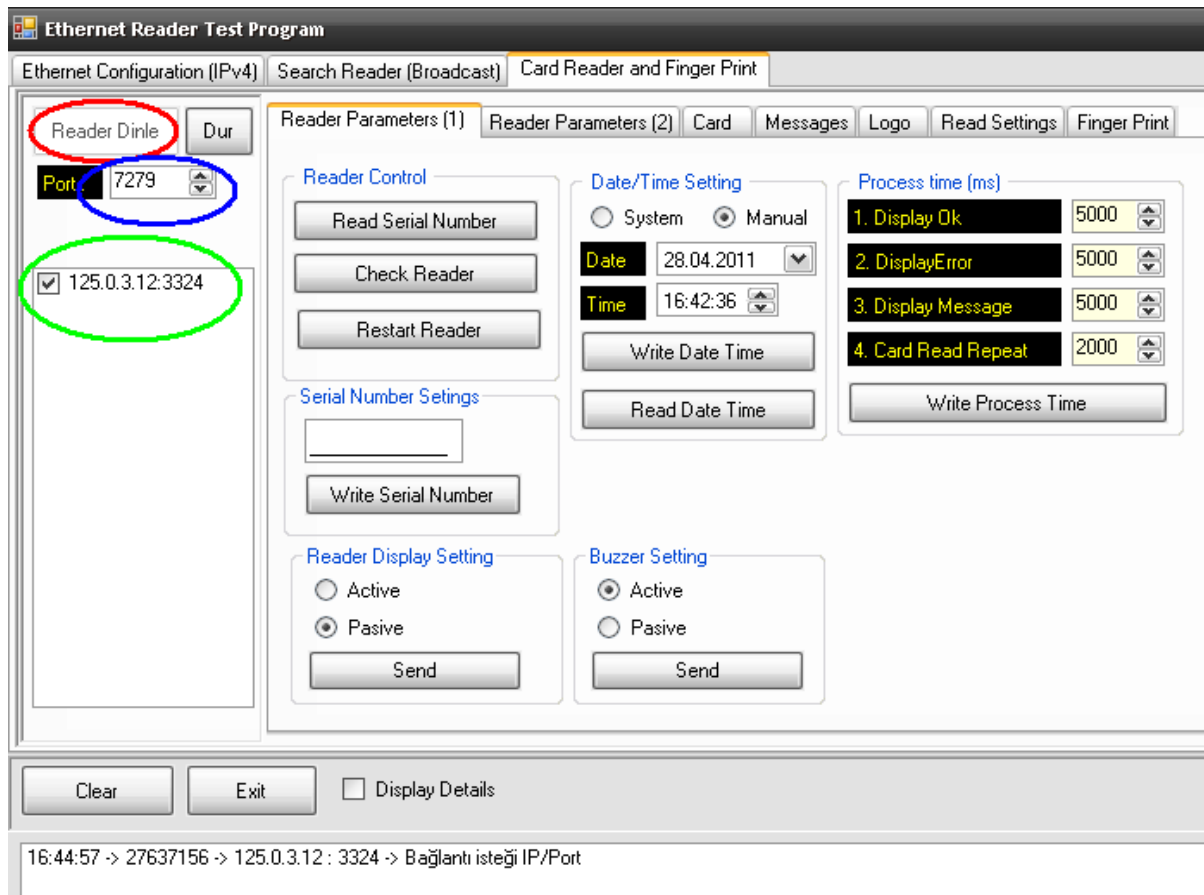 Ethernet Reader Test Program
Ethernet Configuration (IPv4) Search Reader (Broadcast) Card Reader and Finger Print
Reader Dinle Dur
Port:
7279
125.0.3.12:3324
Reader Parameters (1) Reader Parameters (2) Card Messages Logo Read Settings Finger Print
Reader Control
Read Serial Number
Check Reader
Restart Reader
Serial Number Setings
Write Serial Number
Reader Display Setting
Active
Pasive
Send
Date/Time Setting
System Manual
Date 28.04.2011
Time 16:42:36
Write Date Time
Read Date Time
Buzzer Setting
Active
Pasive
Send
Process time (ms)
1. Display Ok 5000
2. DisplayError 5000
3. Display Message 5000
4. Card Read Repeat 2000
Write Process Time
Clear Exit Display Details
16:44:57 -> 27637156 -> 125.0.3.12 : 3324 -> Bağlantı isteği IP/Port